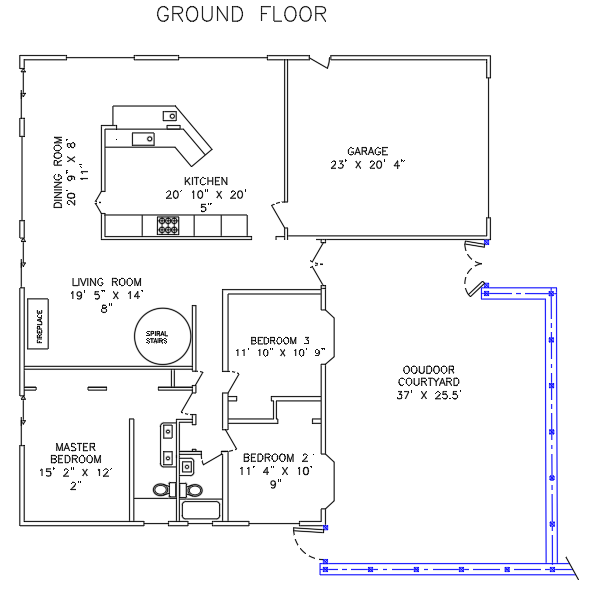 GROUND FLOOR
GARAGE
23' X 20' 4"
DINING ROOM
20' 9" X 8'
11"
KITCHEN
20' 10" X 20'
5"
LIVING ROOM
19' 5" X 14'
8"
FIREPLACE
SPIRAL
STAIRS
BEDROOM 3
11' 10" X 10' 9"
OOUDOOR
COURTYARD
37' X 25.5'
MASTER
BEDROOM
15' 2" X 12'
2"
BEDROOM 2
11' 4" X 10'
9"